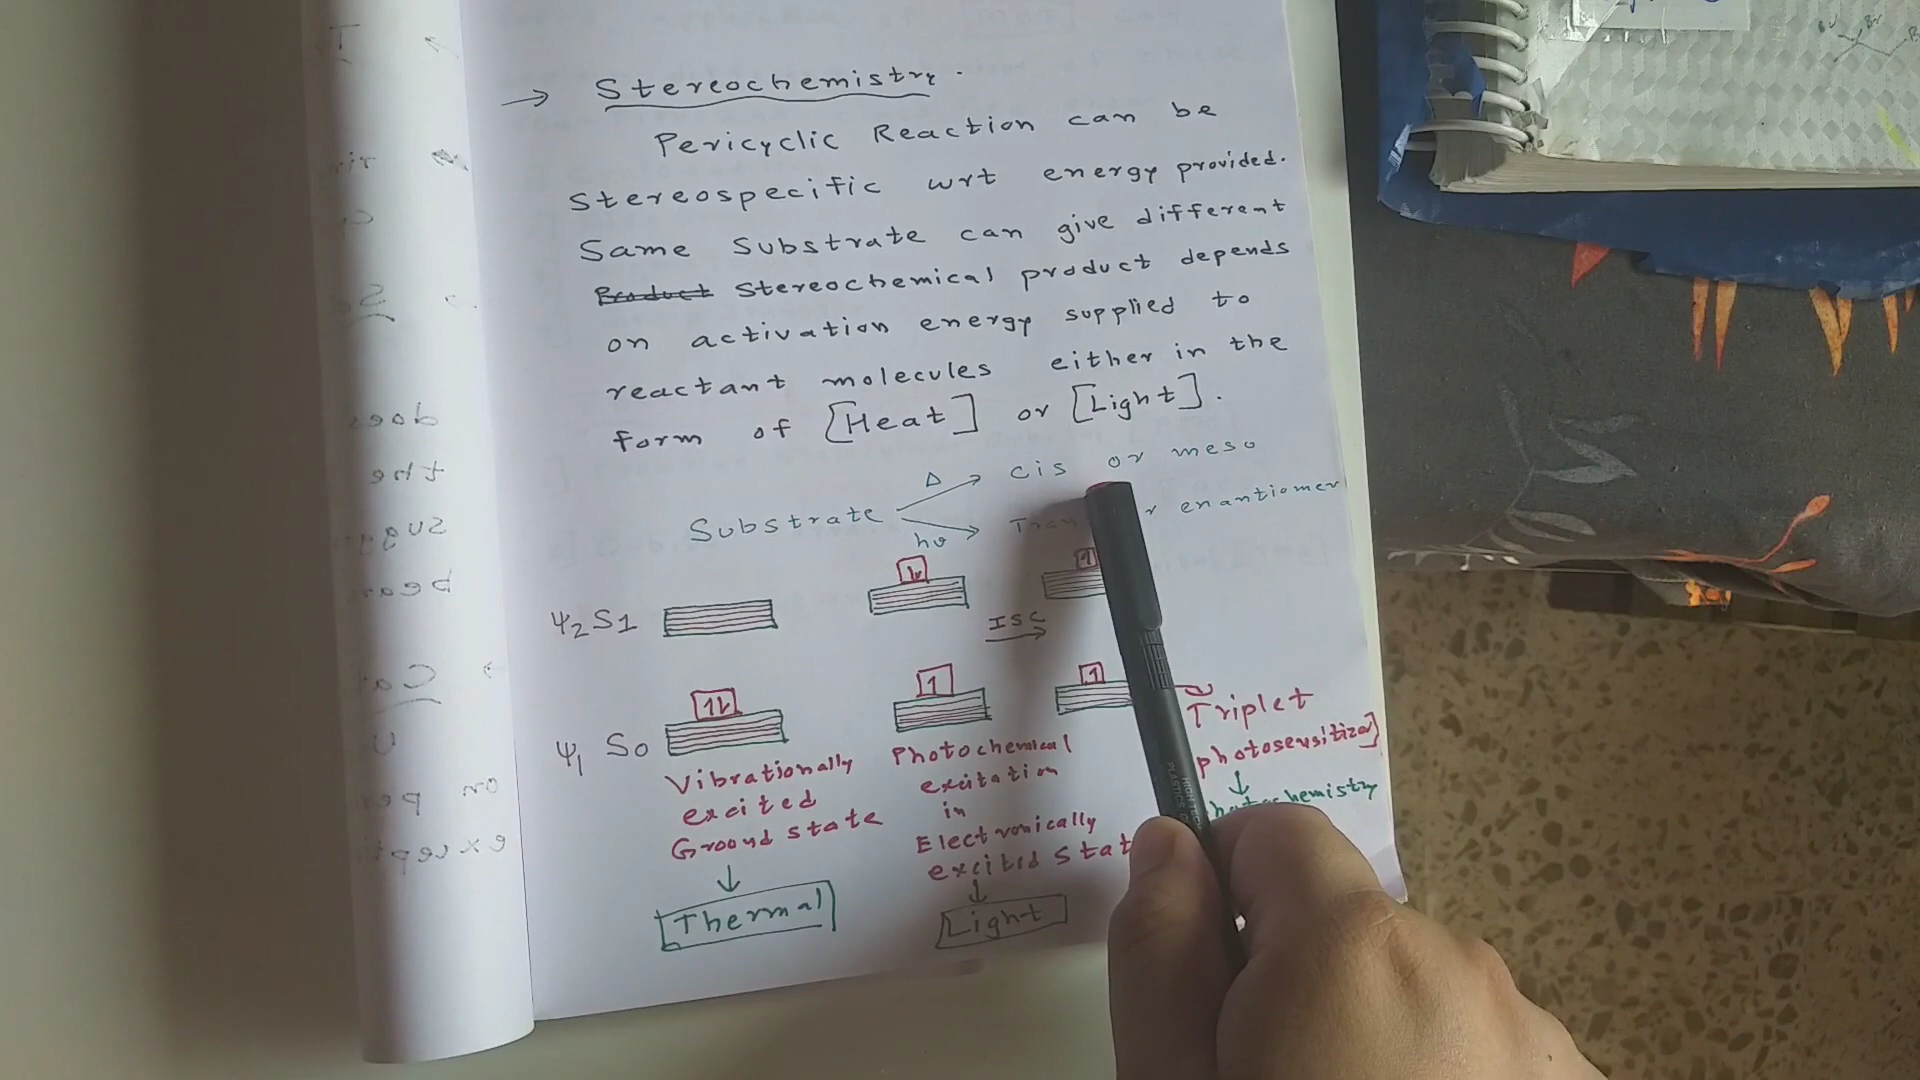 → Stereochemistry.
Pericyclic Reaction can be
stereospecific wrt energy provided.
Same substrate can give different
Product stereochemical product depends
on activation energy supplied to
reactant molecules either in the
form of [Heat] or [Light].
Δ cis or meso
Substrate
hν enantiomer
ISC
Ψ2 S1
1 1
1↓
Ψ1 S0
Triplet
Vibrationally Photochemical photosensitizer]
excited excitation
Ground state in
Electronically
excited
↓ ↓
Thermal Light